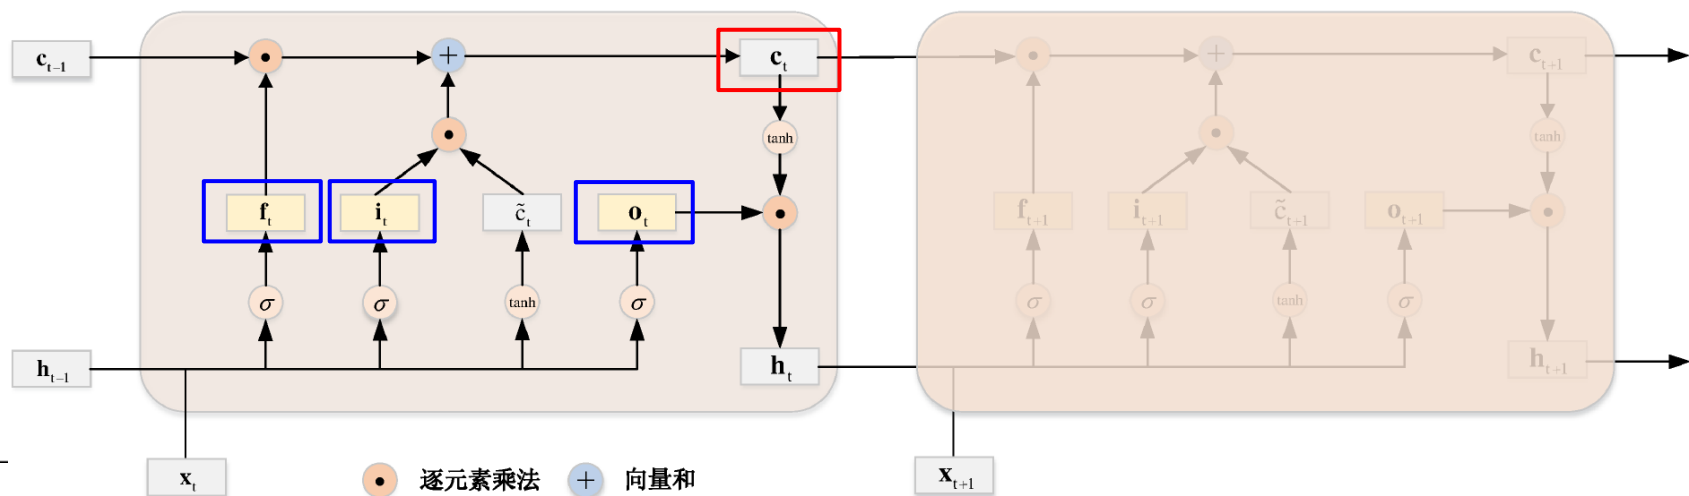 c_{t-1} c_t c_{t+1}
tanh tanh
f_t i_t c̃_t o_t f_{t+1} i_{t+1} c̃_{t+1} o_{t+1}
σ σ tanh σ σ σ tanh σ
h_{t-1} h_t h_{t+1}
x_t 逐元素乘法 向量和 x_{t+1}